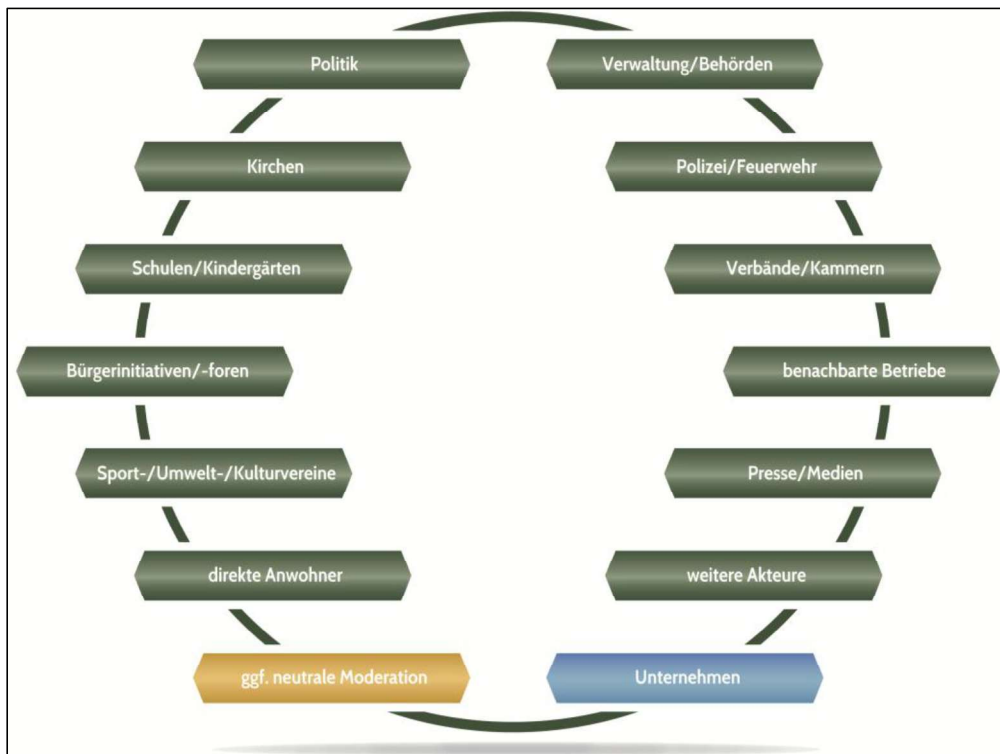 Politik
Verwaltung/Behörden
Kirchen
Polizei/Feuerwehr
Schulen/Kindergärten
Verbände/Kammern
Bürgerinitiativen/-foren
benachbarte Betriebe
Sport-/Umwelt-/Kulturvereine
Presse/Medien
direkte Anwohner
weitere Akteure
ggf. neutrale Moderation
Unternehmen